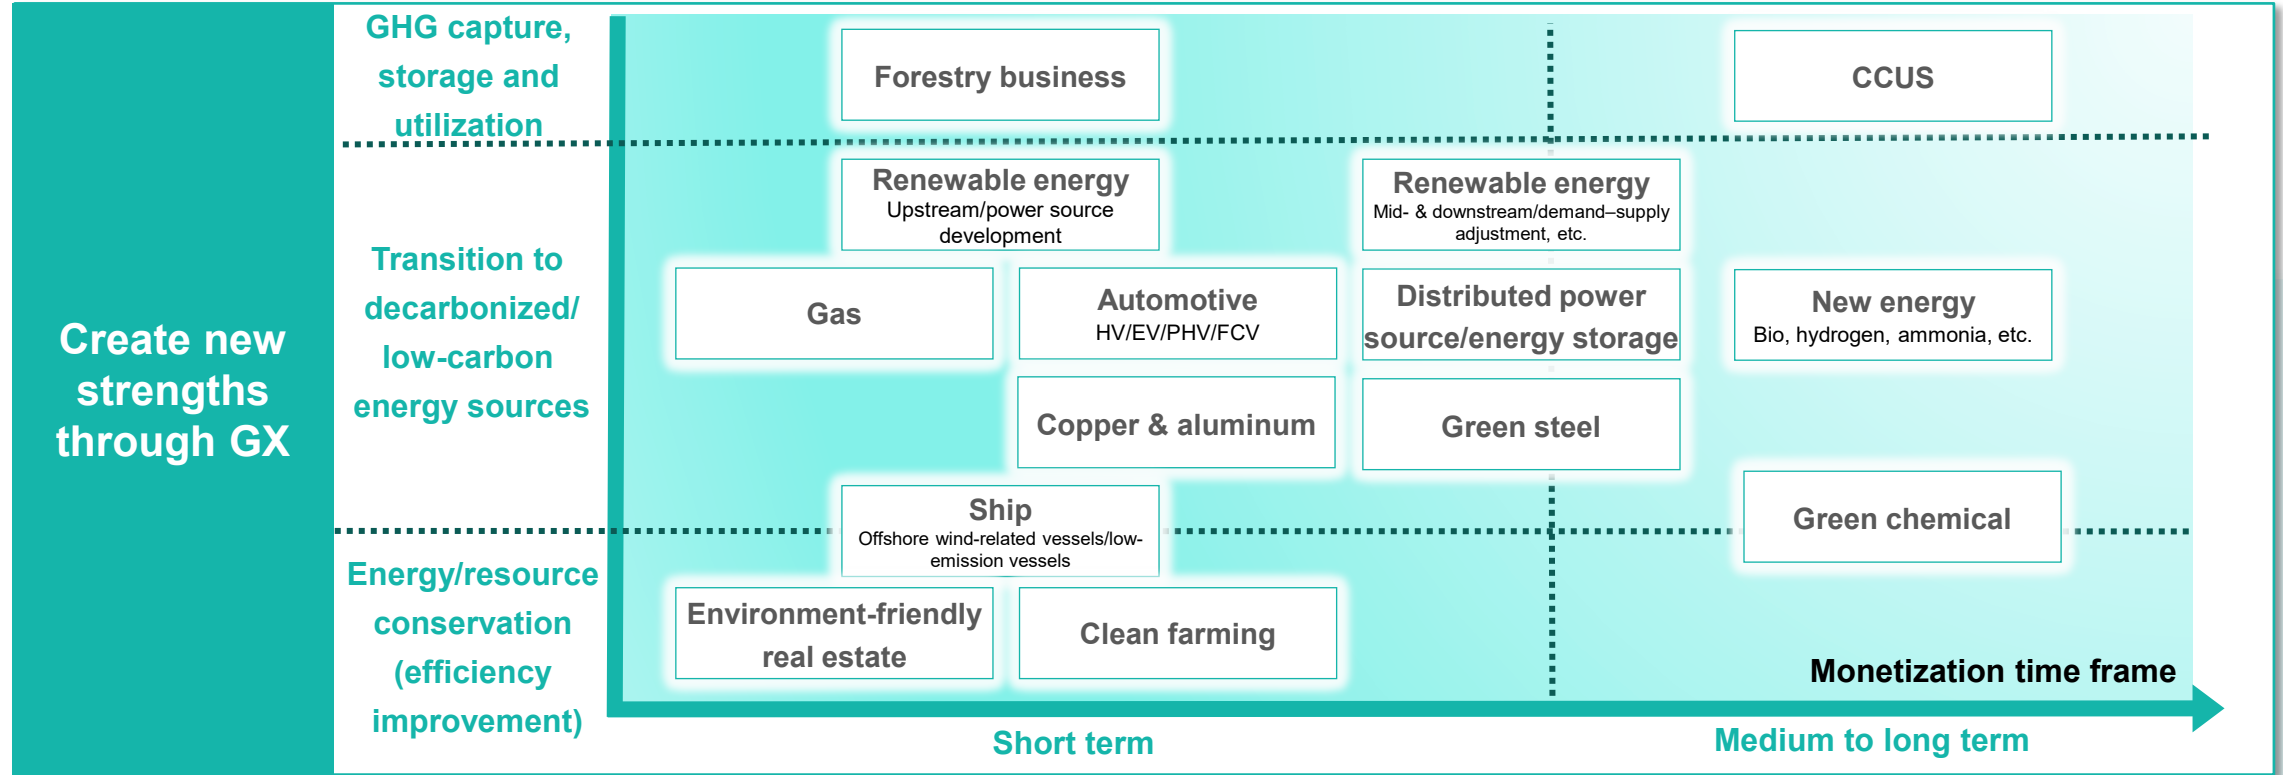 Create new
strengths
through GX
GHG capture,
storage and
utilization
Forestry business
CCUS
Transition to
decarbonized/
low-carbon
energy sources
Renewable energy
Upstream/power source
development
Renewable energy
Mid- & downstream/demand–supply
adjustment, etc.
Gas
Automotive
HV/EV/PHV/FCV
Distributed power
source/energy storage
New energy
Bio, hydrogen, ammonia, etc.
Copper & aluminum
Green steel
Ship
Offshore wind-related vessels/low-
emission vessels
Green chemical
Energy/resource
conservation
(efficiency
improvement)
Environment-friendly
real estate
Clean farming
Monetization time frame
Short term
Medium to long term